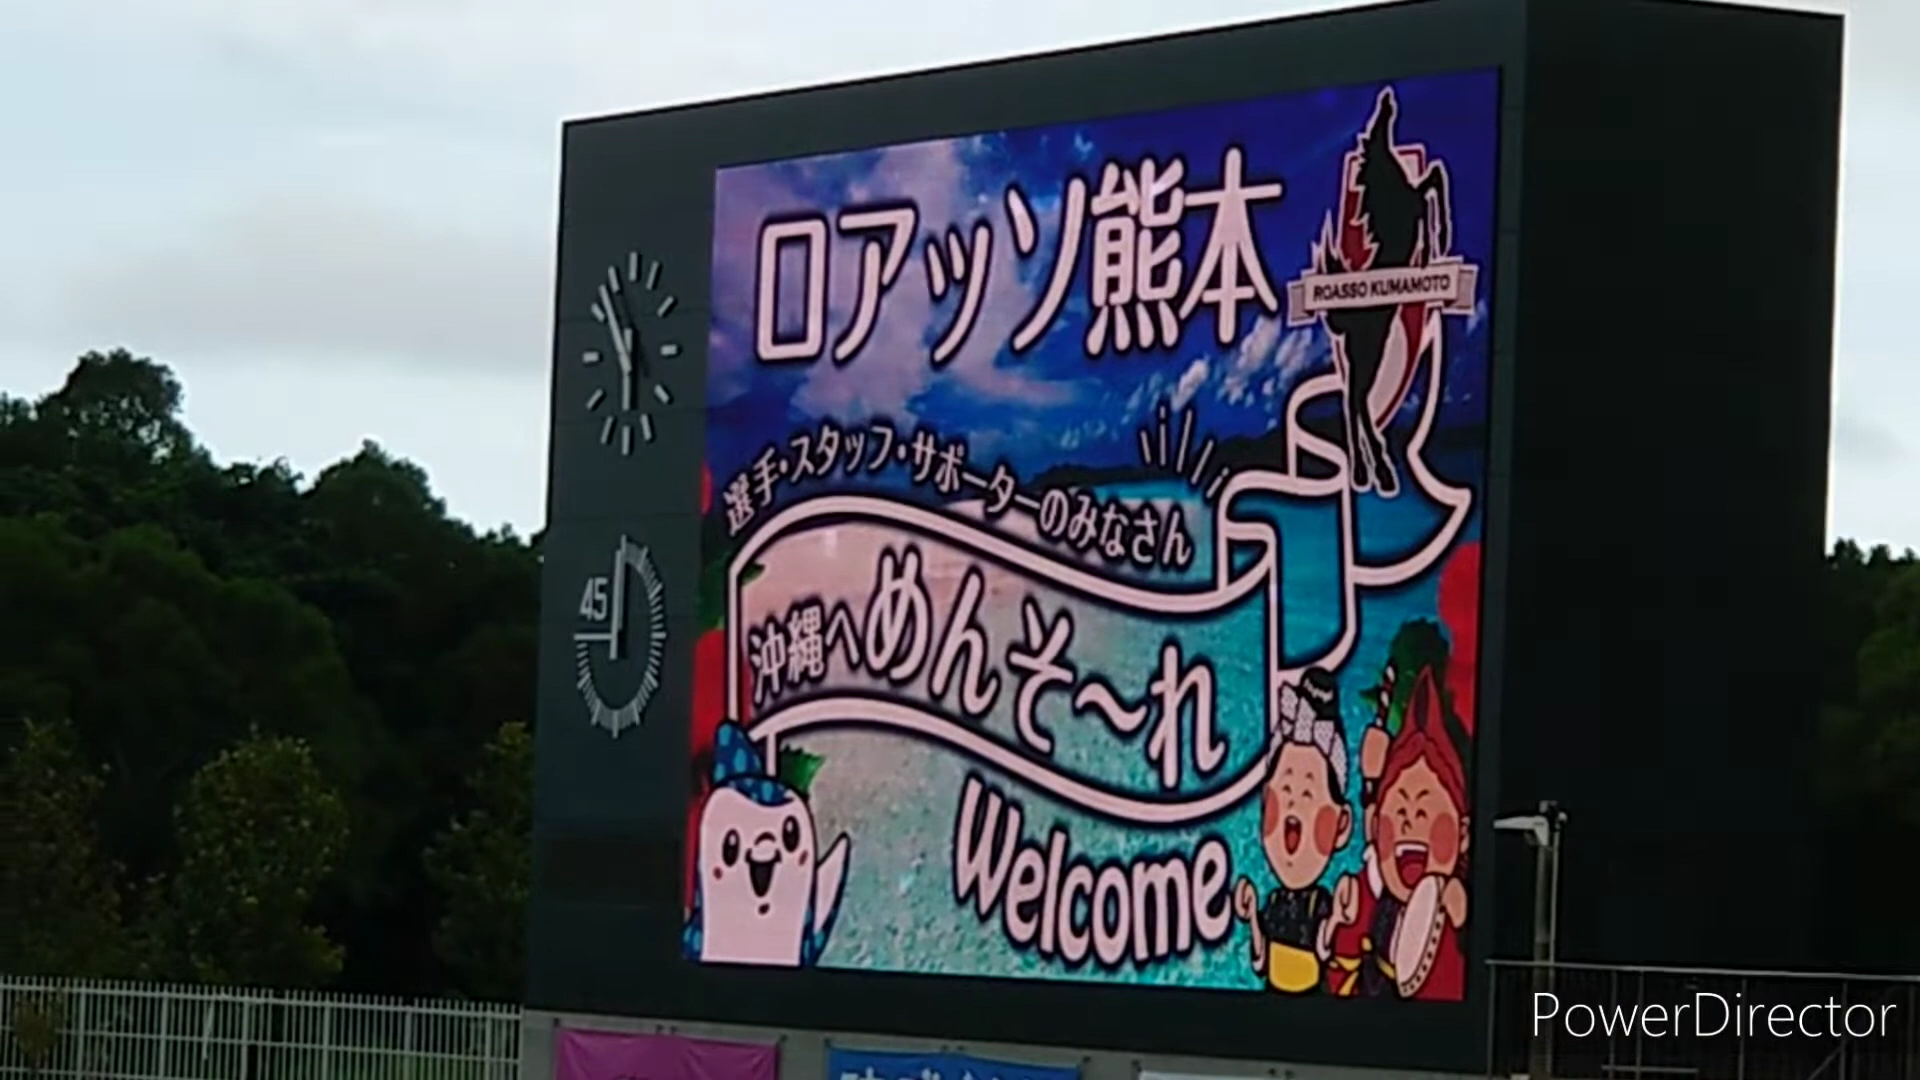 ロアッソ熊本
ROASSO KUMAMOTO
選手・スタッフ・サポーターのみなさん
沖縄へめんそ〜れ
Welcome
45
PowerDirector